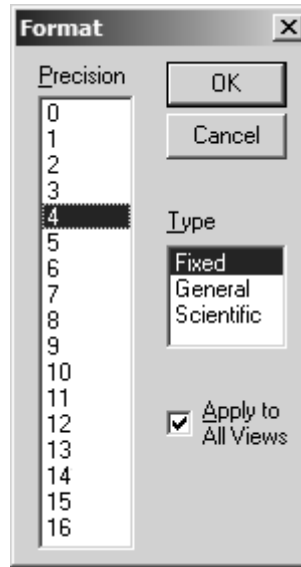 Format
Precision
0
1
2
3
4
5
6
7
8
9
10
11
12
13
14
15
16
OK
Cancel
Type
Fixed
General
Scientific
Apply to
All Views